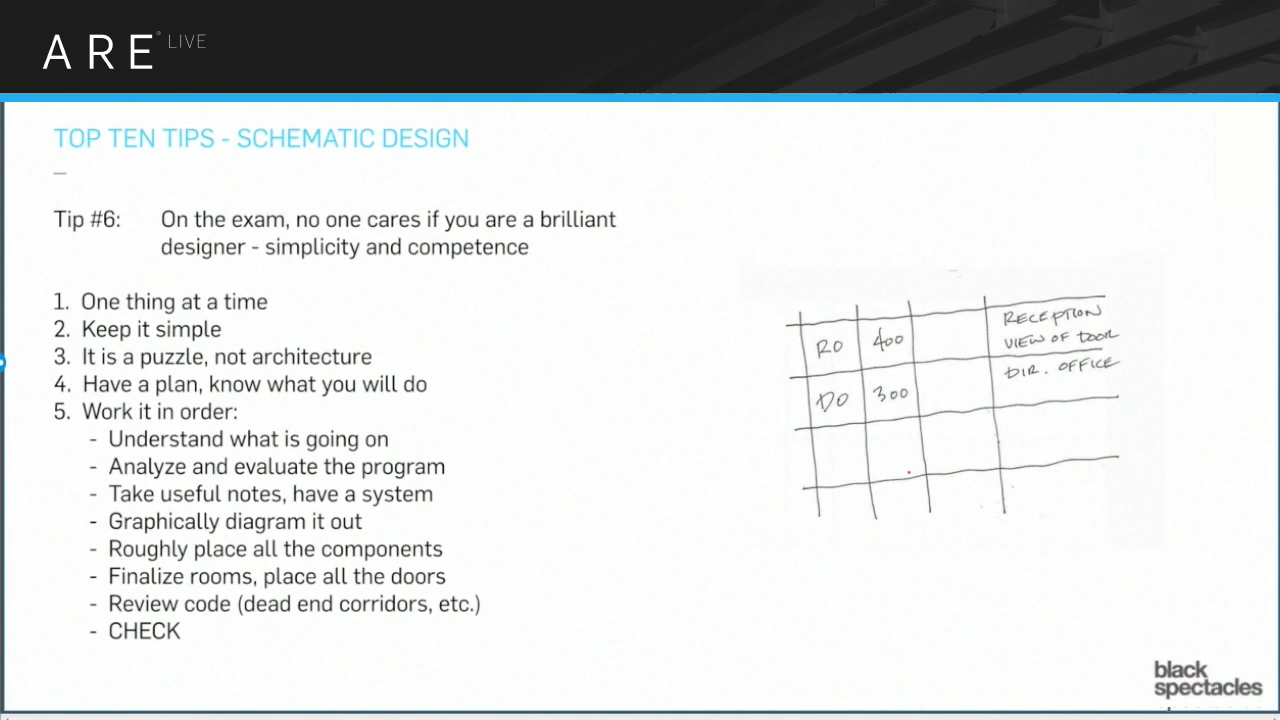 ARE® LIVE
TOP TEN TIPS - SCHEMATIC DESIGN
Tip #6: On the exam, no one cares if you are a brilliant
designer - simplicity and competence
1. One thing at a time
2. Keep it simple
3. It is a puzzle, not architecture
4. Have a plan, know what you will do
5. Work it in order:
- Understand what is going on
- Analyze and evaluate the program
- Take useful notes, have a system
- Graphically diagram it out
- Roughly place all the components
- Finalize rooms, place all the doors
- Review code (dead end corridors, etc.)
- CHECK
RO 400 RECEPTION
VIEW OF DOOR
DO 300 DIR. OFFICE
black
spectacles